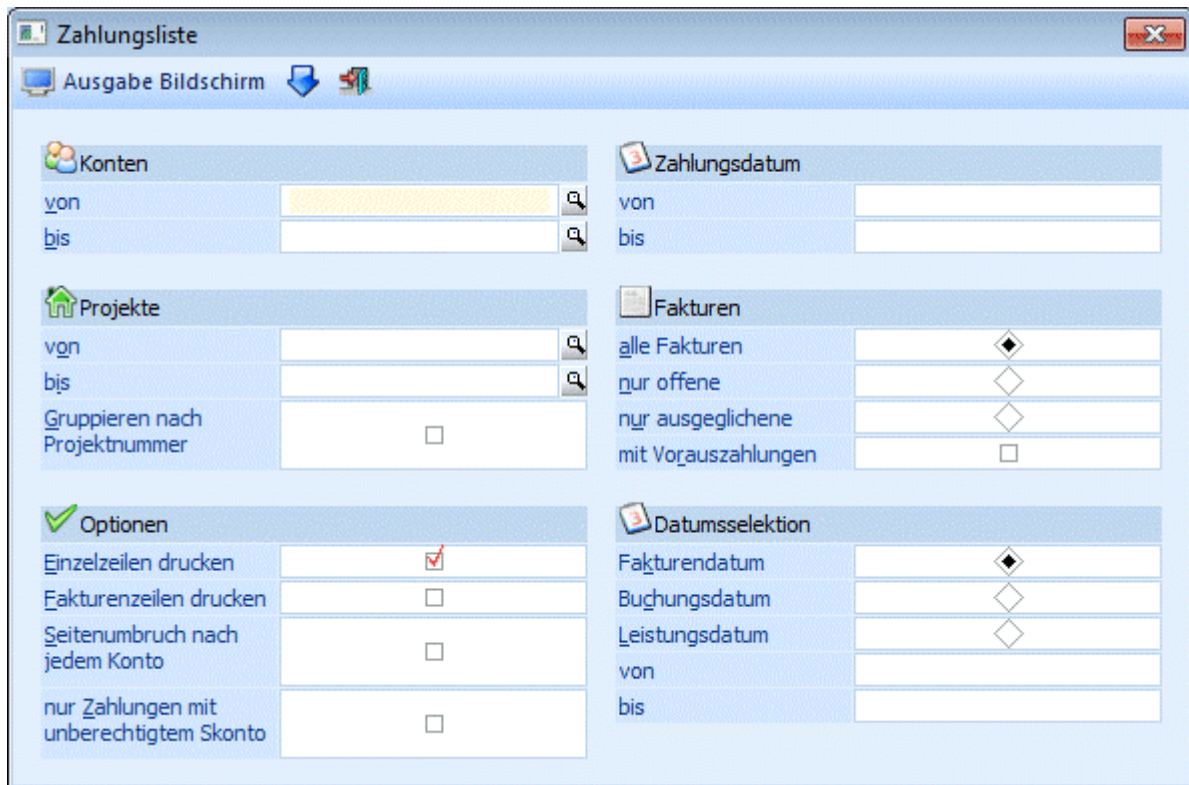 Zahlungsliste
Ausgabe Bildschirm
Konten
von
bis
Zahlungsdatum
von
bis
Projekte
von
bis
Gruppieren nach
Projektnummer
Fakturen
alle Fakturen
nur offene
nur ausgeglichene
mit Vorauszahlungen
Optionen
Einzelzeilen drucken
Fakturenzeilen drucken
Seitenumbruch nach
jedem Konto
nur Zahlungen mit
unberechtigtem Skonto
Datumsselektion
Fakturendatum
Buchungsdatum
Leistungsdatum
von
bis